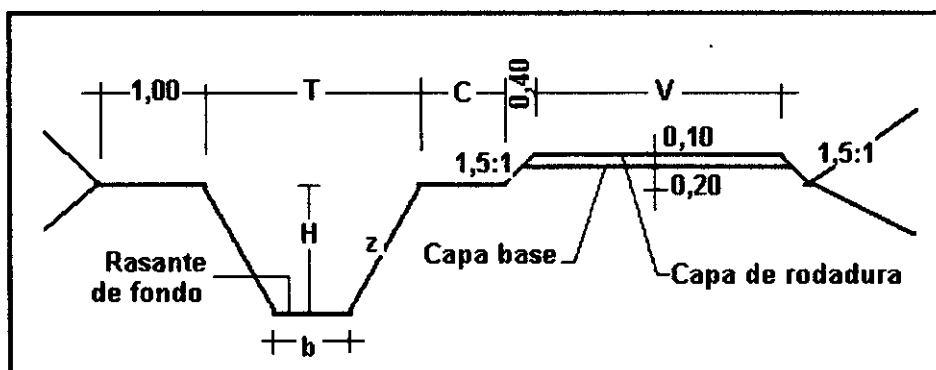 1,00
T
C
0,40
V
0,10
1,5:1
1,5:1
0,20
H
z
Rasante
de fondo
Capa base
Capa de rodadura
b